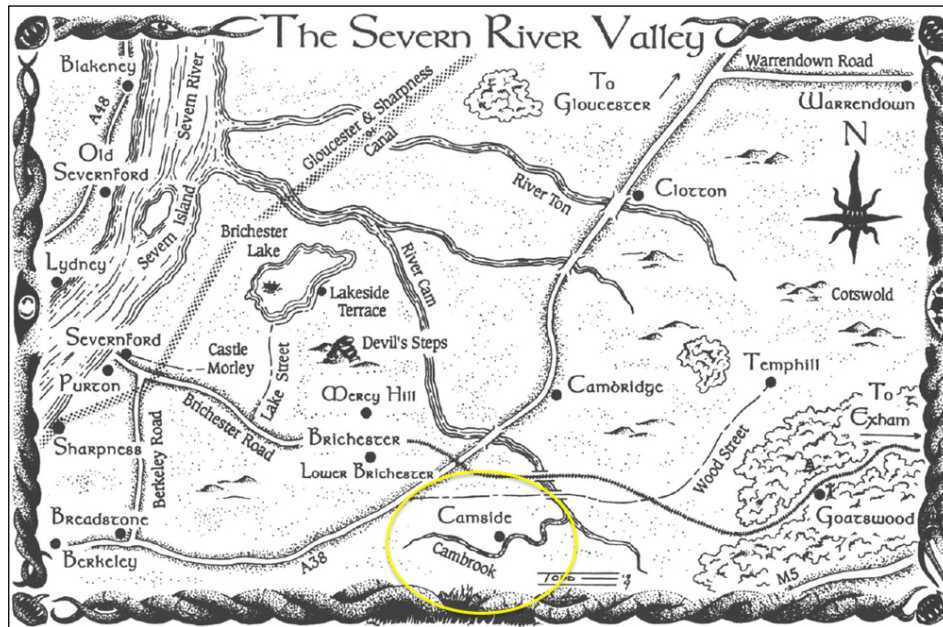 The Severn River Valley
Blakeney
A48
Severn River
Gloucester & Sharpness
Canal
To
Gloucester
Warrendown Road
Warrendown
N
Old
Severnford
Severn Island
River Ton
Clotton
Brichester
Lake
Lydney
Lakeside
Terrace
River Cam
Cotswold
Severnford
Castle
Morley
Devil's Steps
Temphill
Purton
Lake Street
Mercy Hill
Cambridge
To
Exham
Brichester Road
Sharpness
Berkeley Road
Brichester
Lower Brichester
Wood Street
Goatswood
Breadstone
Berkeley
A38
Camside
Cambrook
M5